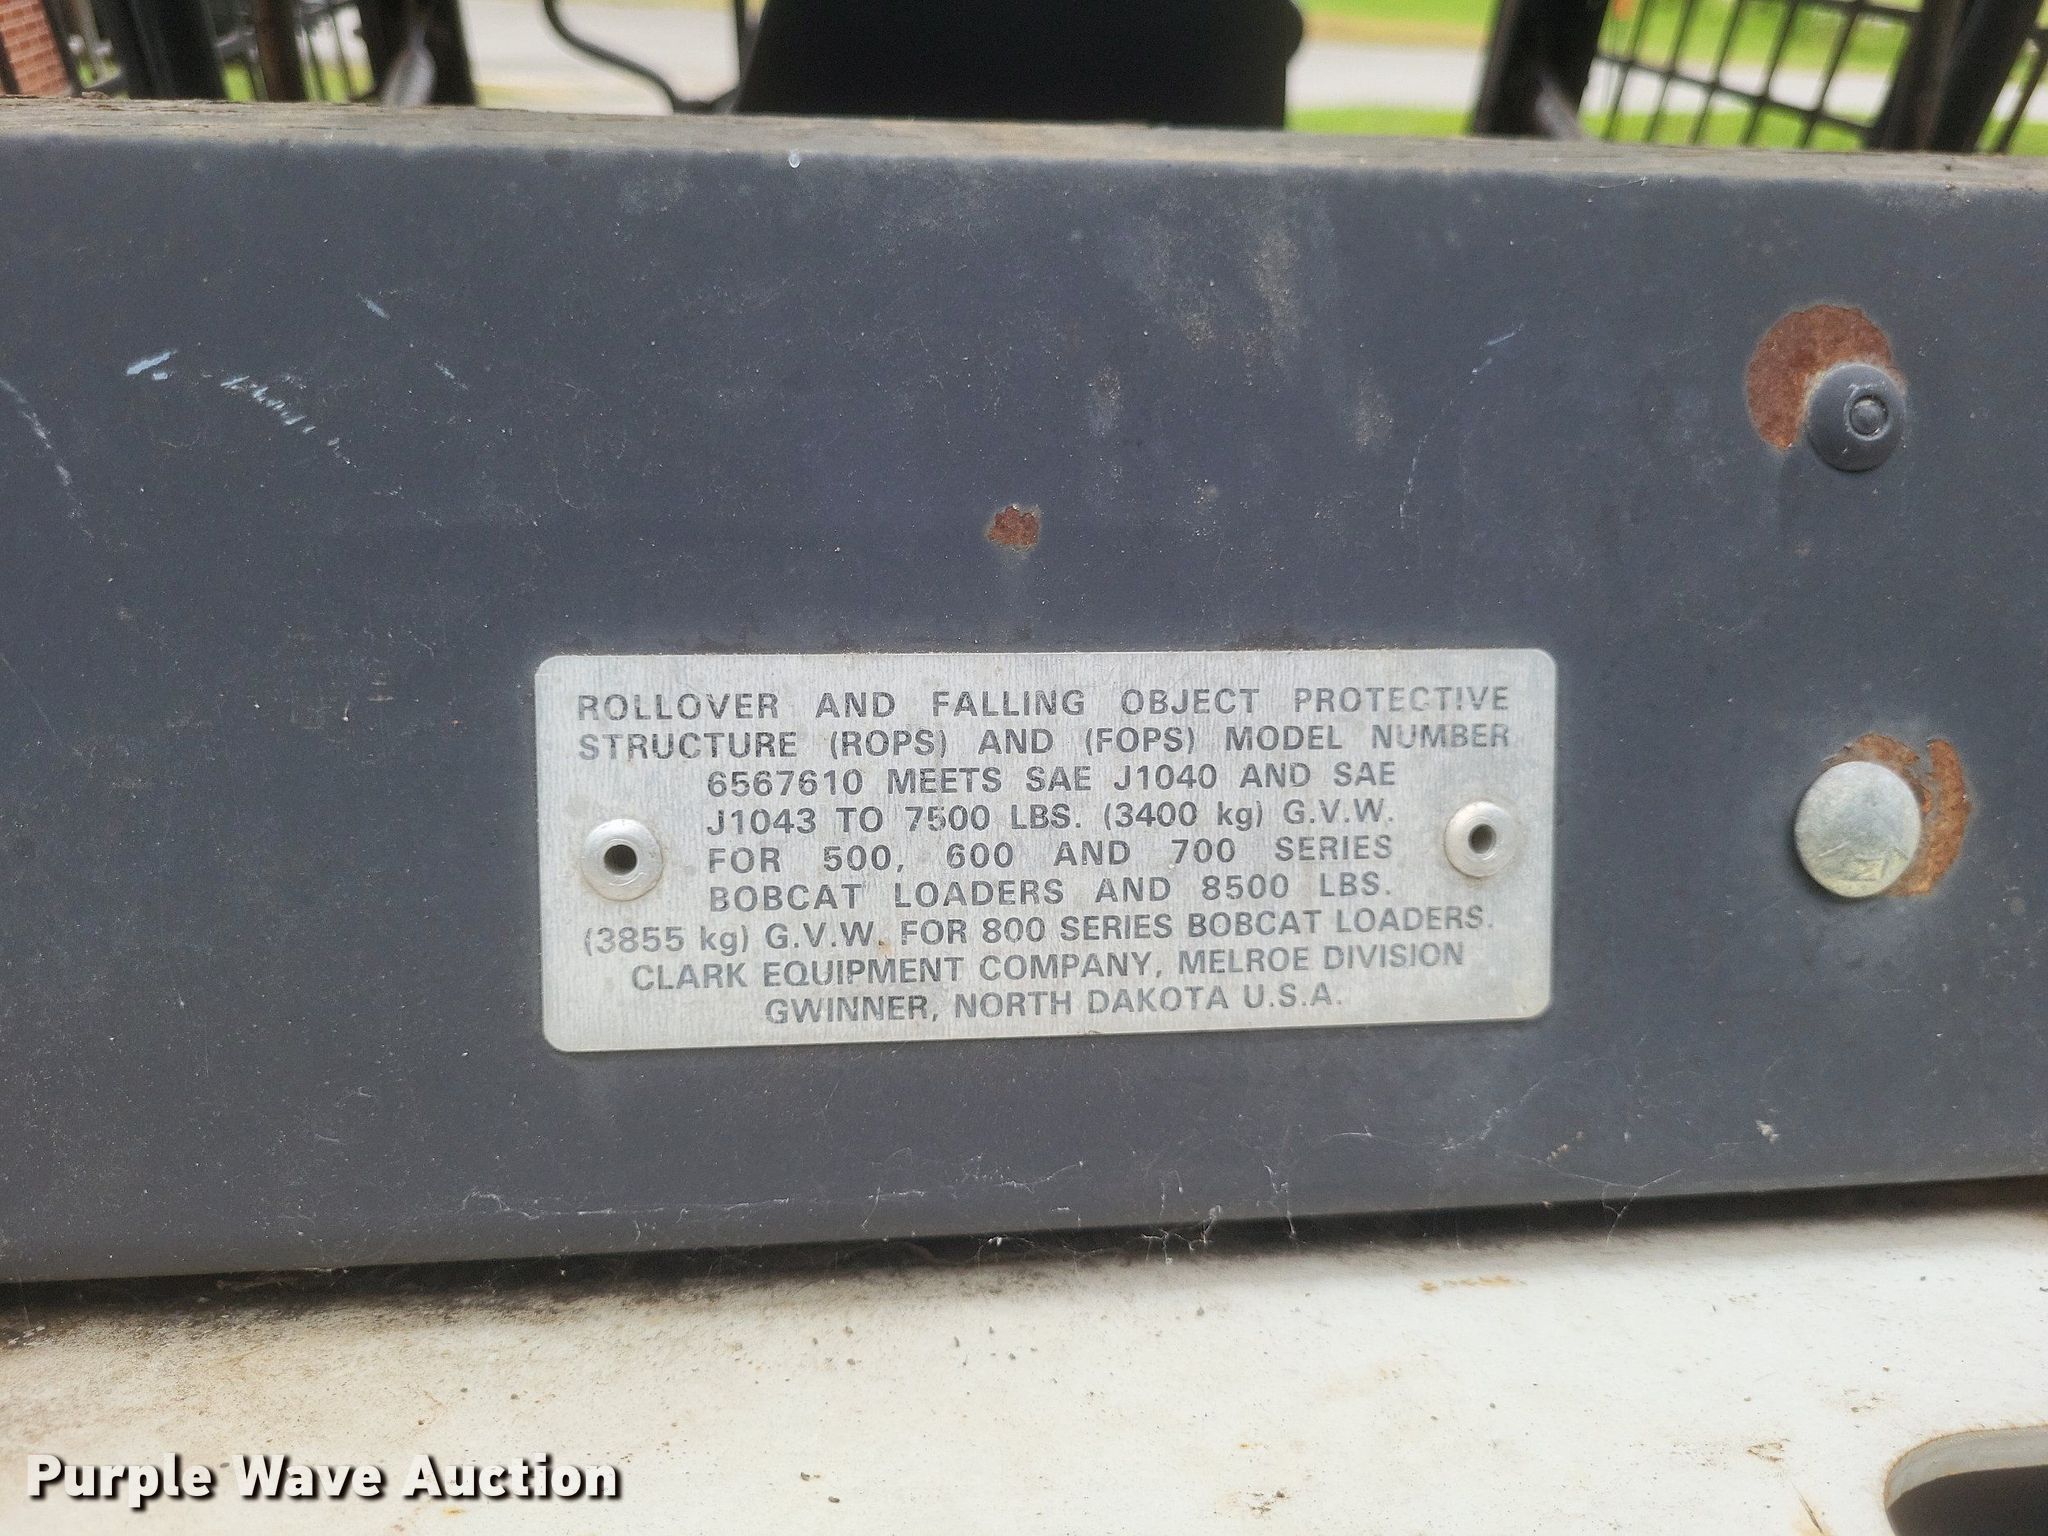 ROLLOVER AND FALLING OBJECT PROTECTIVE
STRUCTURE (ROPS) AND (FOPS) MODEL NUMBER
6567610 MEETS SAE J1040 AND SAE
J1043 TO 7500 LBS. (3400 kg) G.V.W.
FOR 500, 600 AND 700 SERIES
BOBCAT LOADERS AND 8500 LBS.
(3855 kg) G.V.W. FOR 800 SERIES BOBCAT LOADERS.
CLARK EQUIPMENT COMPANY, MELROE DIVISION
GWINNER, NORTH DAKOTA U.S.A.
Purple Wave Auction